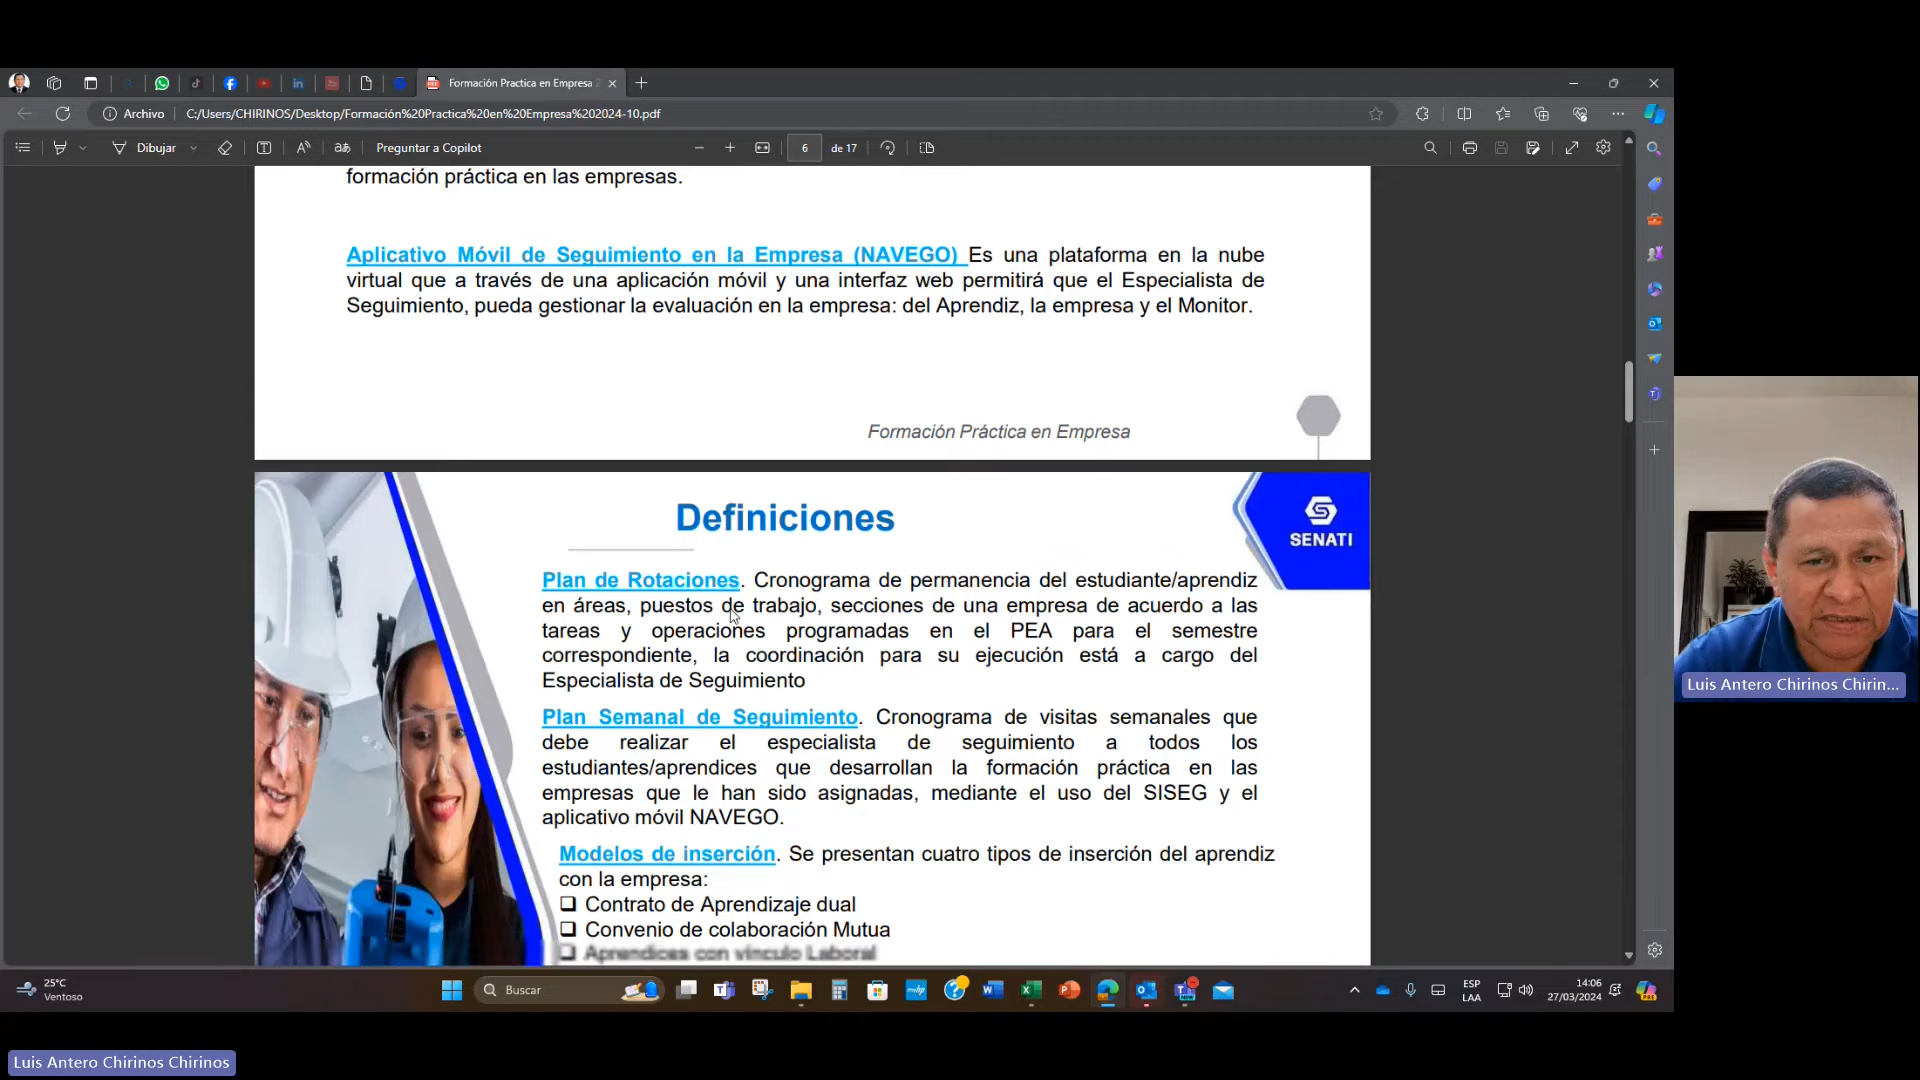 Formación Practica en Empresa 2
Archivo
C:/Users/CHIRINOS/Desktop/Formación%20Practica%20en%20Empresa%202024-10.pdf
Dibujar
Preguntar a Copilot
6 de 17
formación práctica en las empresas.
Aplicativo Móvil de Seguimiento en la Empresa (NAVEGO) Es una plataforma en la nube
virtual que a través de una aplicación móvil y una interfaz web permitirá que el Especialista de
Seguimiento, pueda gestionar la evaluación en la empresa: del Aprendiz, la empresa y el Monitor.
Formación Práctica en Empresa
Definiciones
SENATI
Plan de Rotaciones. Cronograma de permanencia del estudiante/aprendiz
en áreas, puestos de trabajo, secciones de una empresa de acuerdo a las
tareas y operaciones programadas en el PEA para el semestre
correspondiente, la coordinación para su ejecución está a cargo del
Especialista de Seguimiento
Plan Semanal de Seguimiento. Cronograma de visitas semanales que
debe realizar el especialista de seguimiento a todos los
estudiantes/aprendices que desarrollan la formación práctica en las
empresas que le han sido asignadas, mediante el uso del SISEG y el
aplicativo móvil NAVEGO.
Modelos de inserción. Se presentan cuatro tipos de inserción del aprendiz
con la empresa:
Contrato de Aprendizaje dual
Convenio de colaboración Mutua
Aprendices con vínculo Laboral
Luis Antero Chirinos Chirin...
25°C
Ventoso
Buscar
ESP
LAA
14:06
27/03/2024
Luis Antero Chirinos Chirinos